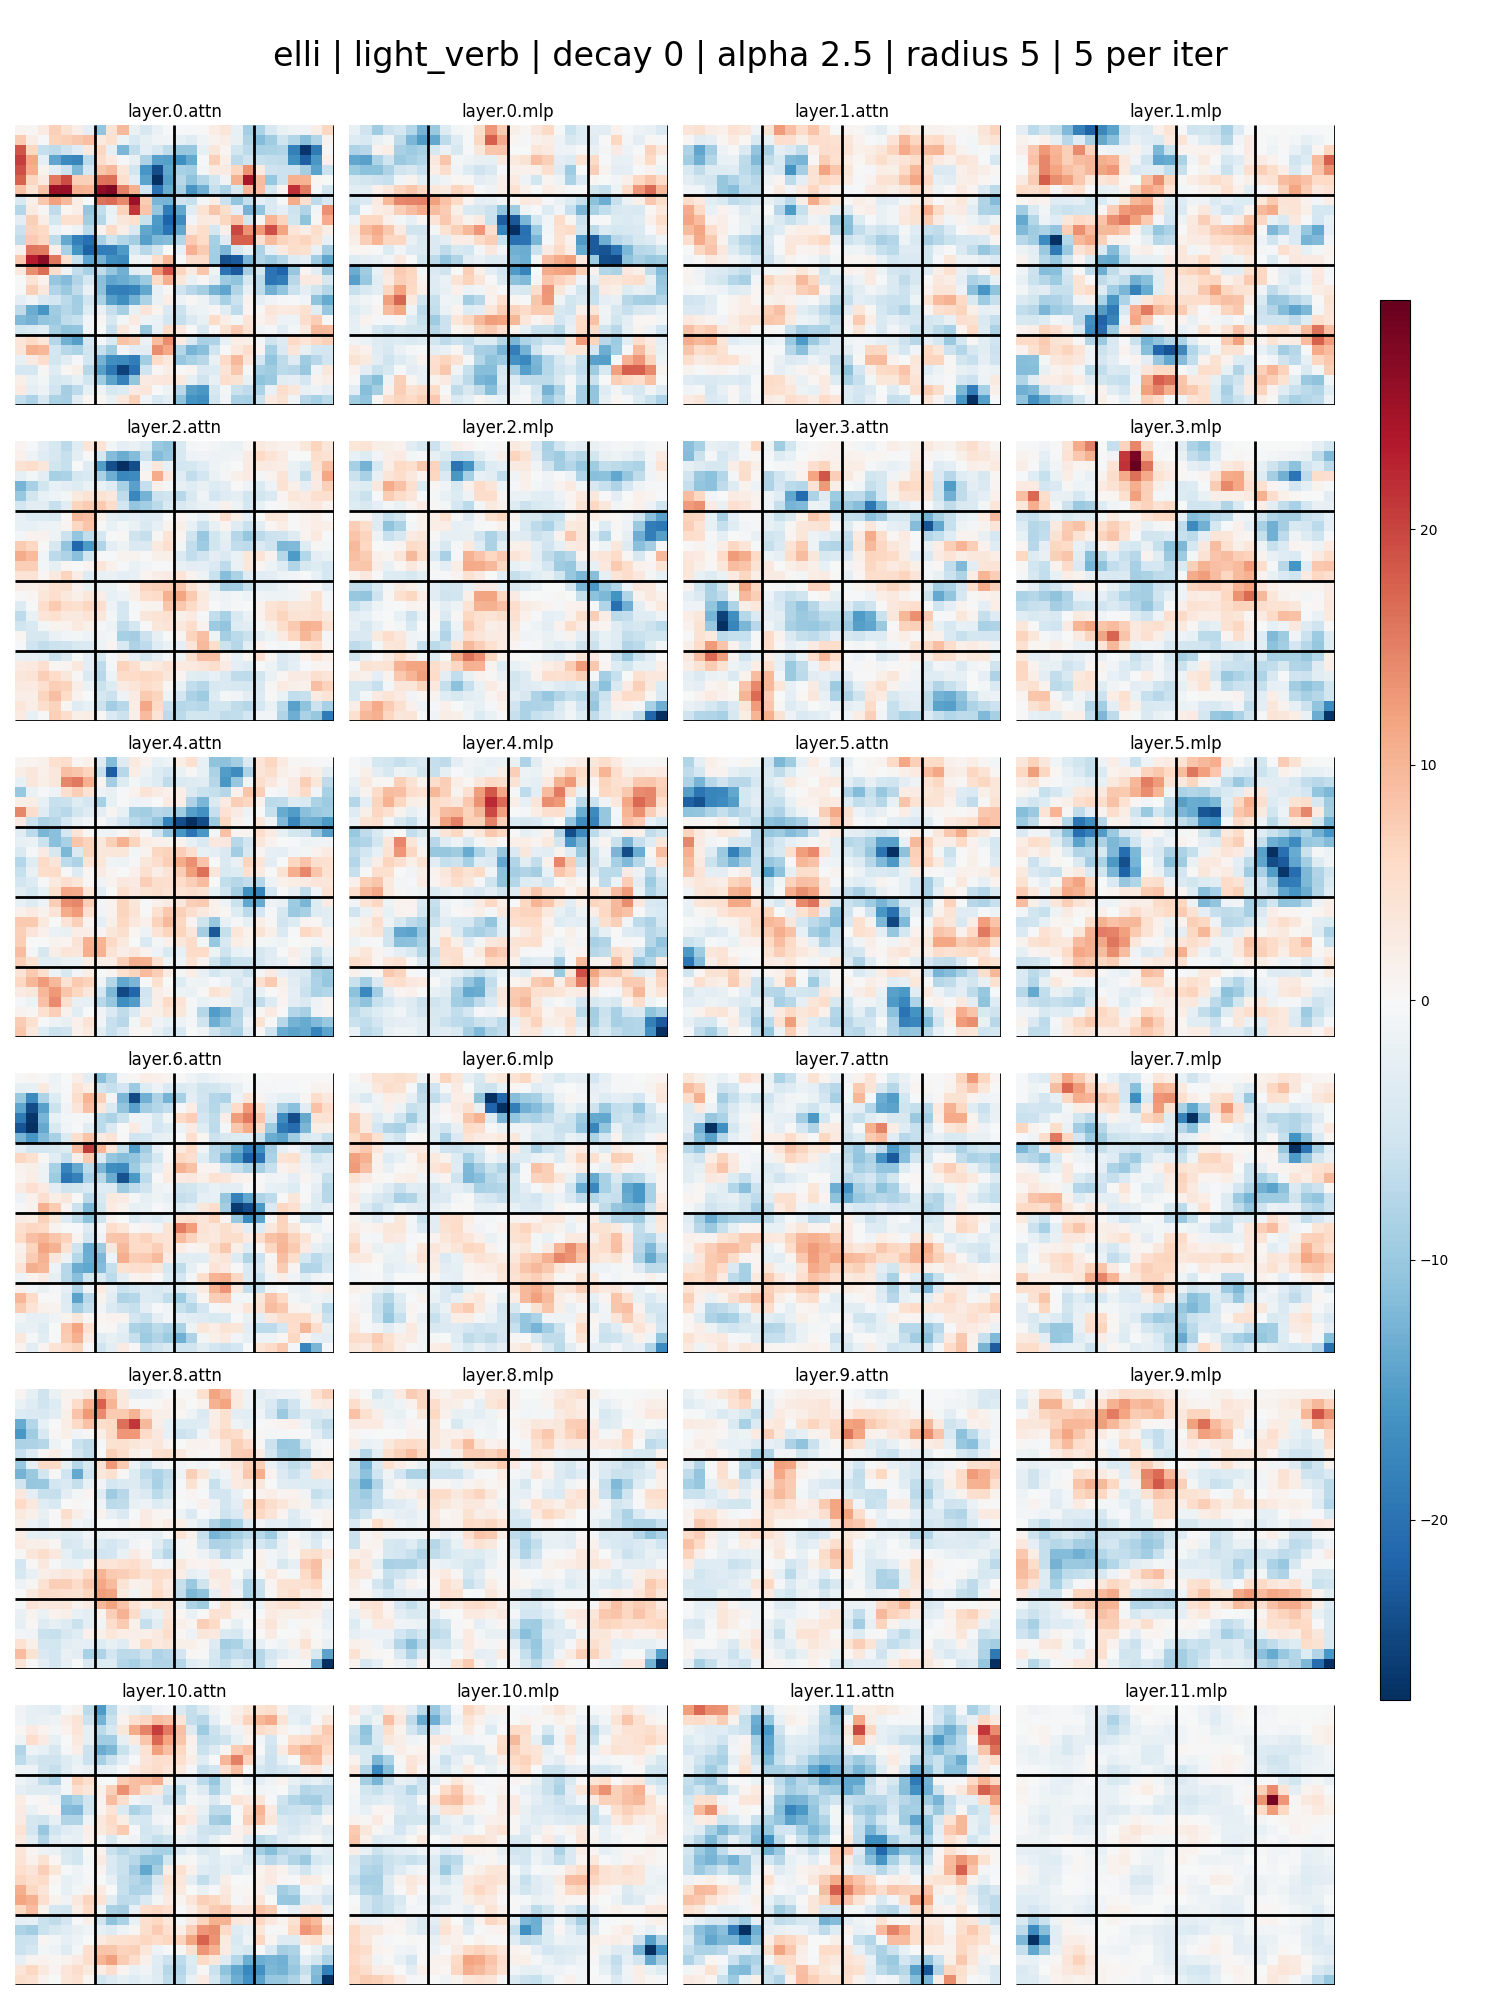 elli | light_verb | decay 0 | alpha 2.5 | radius 5 | 5 per iter
layer.0.attn
layer.0.mlp
layer.1.attn
layer.1.mlp
layer.2.attn
layer.2.mlp
layer.3.attn
layer.3.mlp
layer.4.attn
layer.4.mlp
layer.5.attn
layer.5.mlp
layer.6.attn
layer.6.mlp
layer.7.attn
layer.7.mlp
layer.8.attn
layer.8.mlp
layer.9.attn
layer.9.mlp
layer.10.attn
layer.10.mlp
layer.11.attn
layer.11.mlp
20
10
0
−10
−20